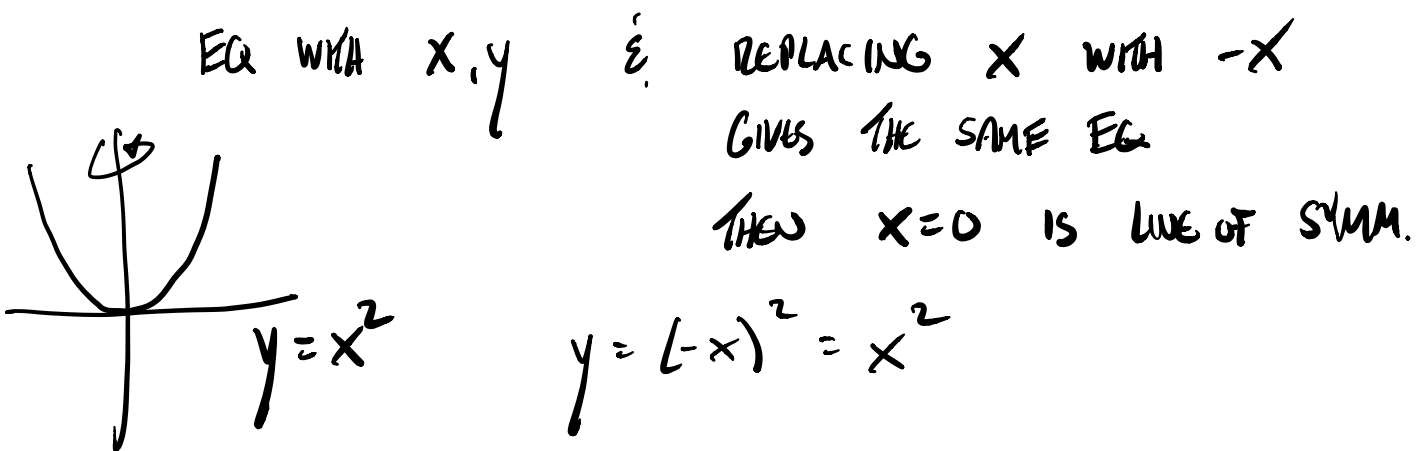 EQ WITH x, y & REPLACING x WITH -x
GIVES THE SAME EQ
THEN x=0 IS LINE OF SYMM.
y = x² y = (-x)² = x²